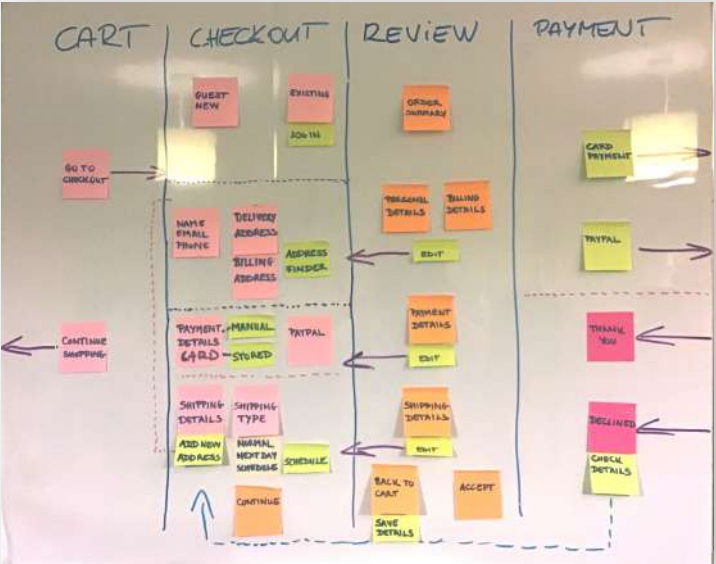 CART
CHECKOUT
REVIEW
PAYMENT
GO TO
CHECKOUT
CONTINUE
SHOPPING
GUEST
NEW
EXISTING
LOG IN
NAME
EMAIL
PHONE
DELIVERY
ADDRESS
BILLING
ADDRESS
ADDRESS
FINDER
PAYMENT
DETAILS
CARD
MANUAL
STORED
PAYPAL
SHIPPING
DETAILS
SHIPPING
TYPE
ADD NEW
ADDRESS
NORMAL
NEXT DAY
SCHEDULE
SCHEDULE
CONTINUE
ORDER
SUMMARY
PERSONAL
DETAILS
BILLING
DETAILS
EDIT
PAYMENT
DETAILS
EDIT
SHIPPING
DETAILS
EDIT
BACK TO
CART
SAVE
DETAILS
ACCEPT
CARD
PAYMENT
PAYPAL
THANK
YOU
DECLINED
CHECK
DETAILS